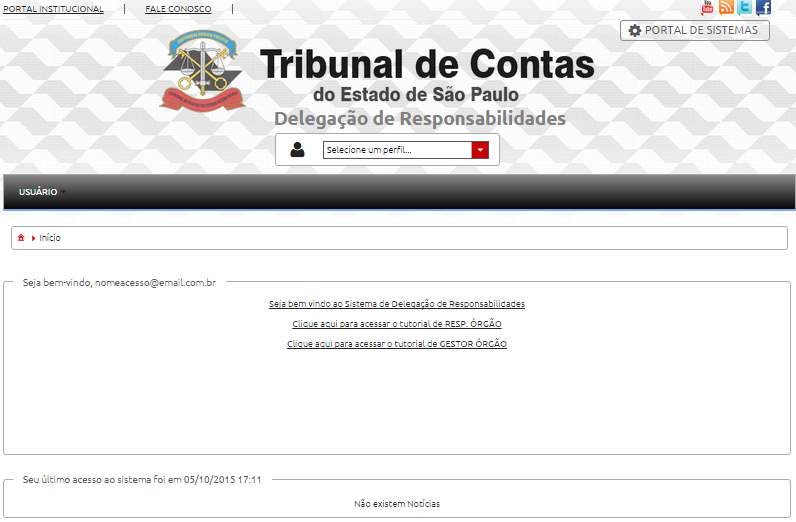 PORTAL INSTITUCIONAL | FALE CONOSCO |
You Tube
PORTAL DE SISTEMAS
Tribunal de Contas
do Estado de São Paulo
Delegação de Responsabilidades
Selecione um perfil...
USUÁRIO
Início
Seja bem-vindo, nomeacesso@email.com.br
Seja bem vindo ao Sistema de Delegação de Responsabilidades
Clique aqui para acessar o tutorial de RESP. ÓRGÃO
Clique aqui para acessar o tutorial de GESTOR ÓRGÃO
Seu último acesso ao sistema foi em 05/10/2015 17:11
Não existem Notícias